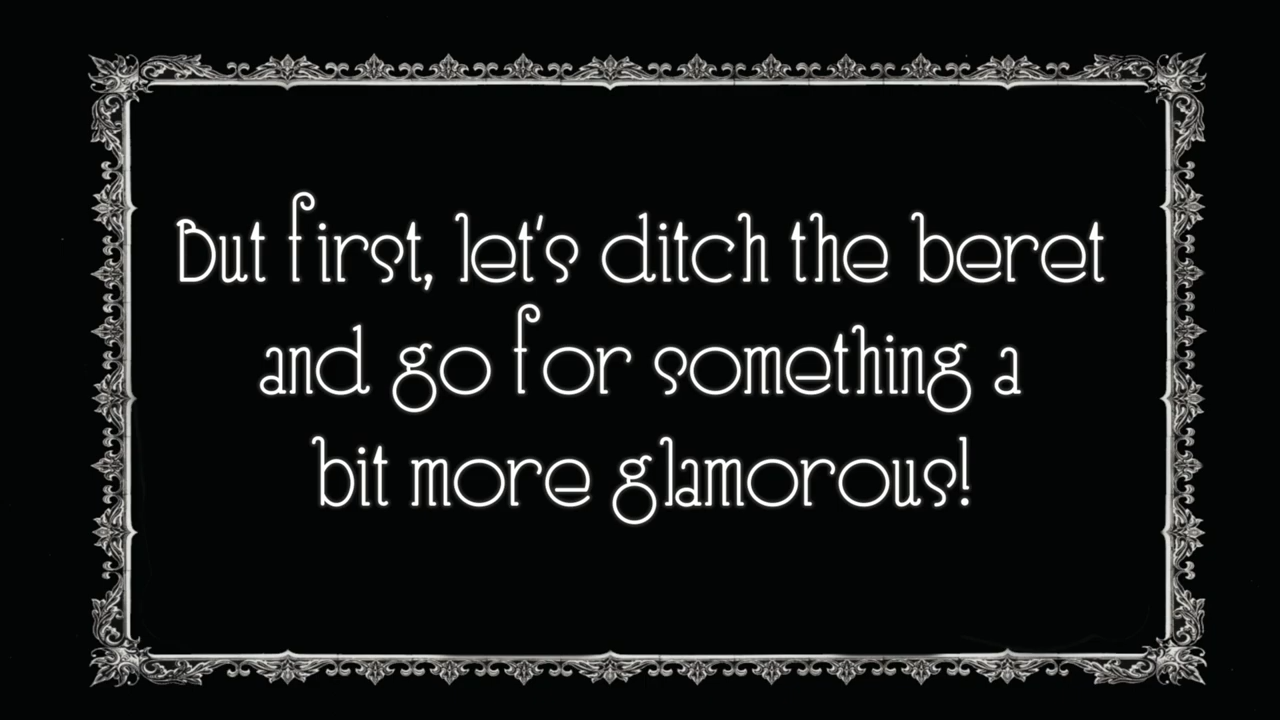 But first, let's ditch the beret
and go for something a
bit more glamorous!